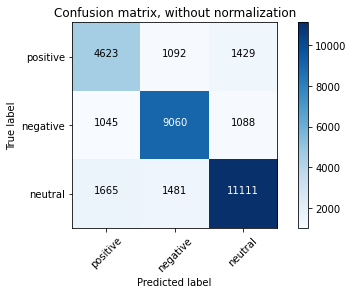 Confusion matrix, without normalization
True label
positive 4623 1092 1429
negative 1045 9060 1088
neutral 1665 1481 11111
positive negative neutral
Predicted label
10000
8000
6000
4000
2000